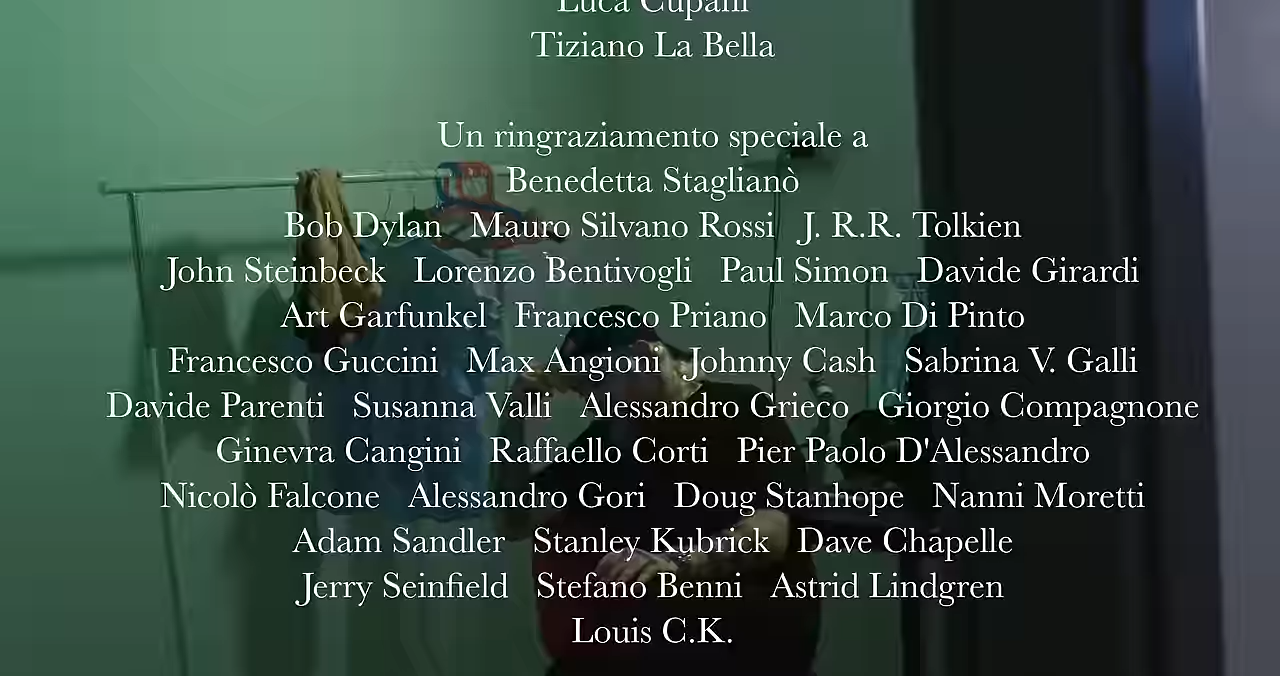 Luca Cupani
Tiziano La Bella
Un ringraziamento speciale a
Benedetta Staglianò
Bob Dylan Mauro Silvano Rossi J. R.R. Tolkien
John Steinbeck Lorenzo Bentivogli Paul Simon Davide Girardi
Art Garfunkel Francesco Priano Marco Di Pinto
Francesco Guccini Max Angioni Johnny Cash Sabrina V. Galli
Davide Parenti Susanna Valli Alessandro Grieco Giorgio Compagnone
Ginevra Cangini Raffaello Corti Pier Paolo D'Alessandro
Nicolò Falcone Alessandro Gori Doug Stanhope Nanni Moretti
Adam Sandler Stanley Kubrick Dave Chapelle
Jerry Seinfield Stefano Benni Astrid Lindgren
Louis C.K.